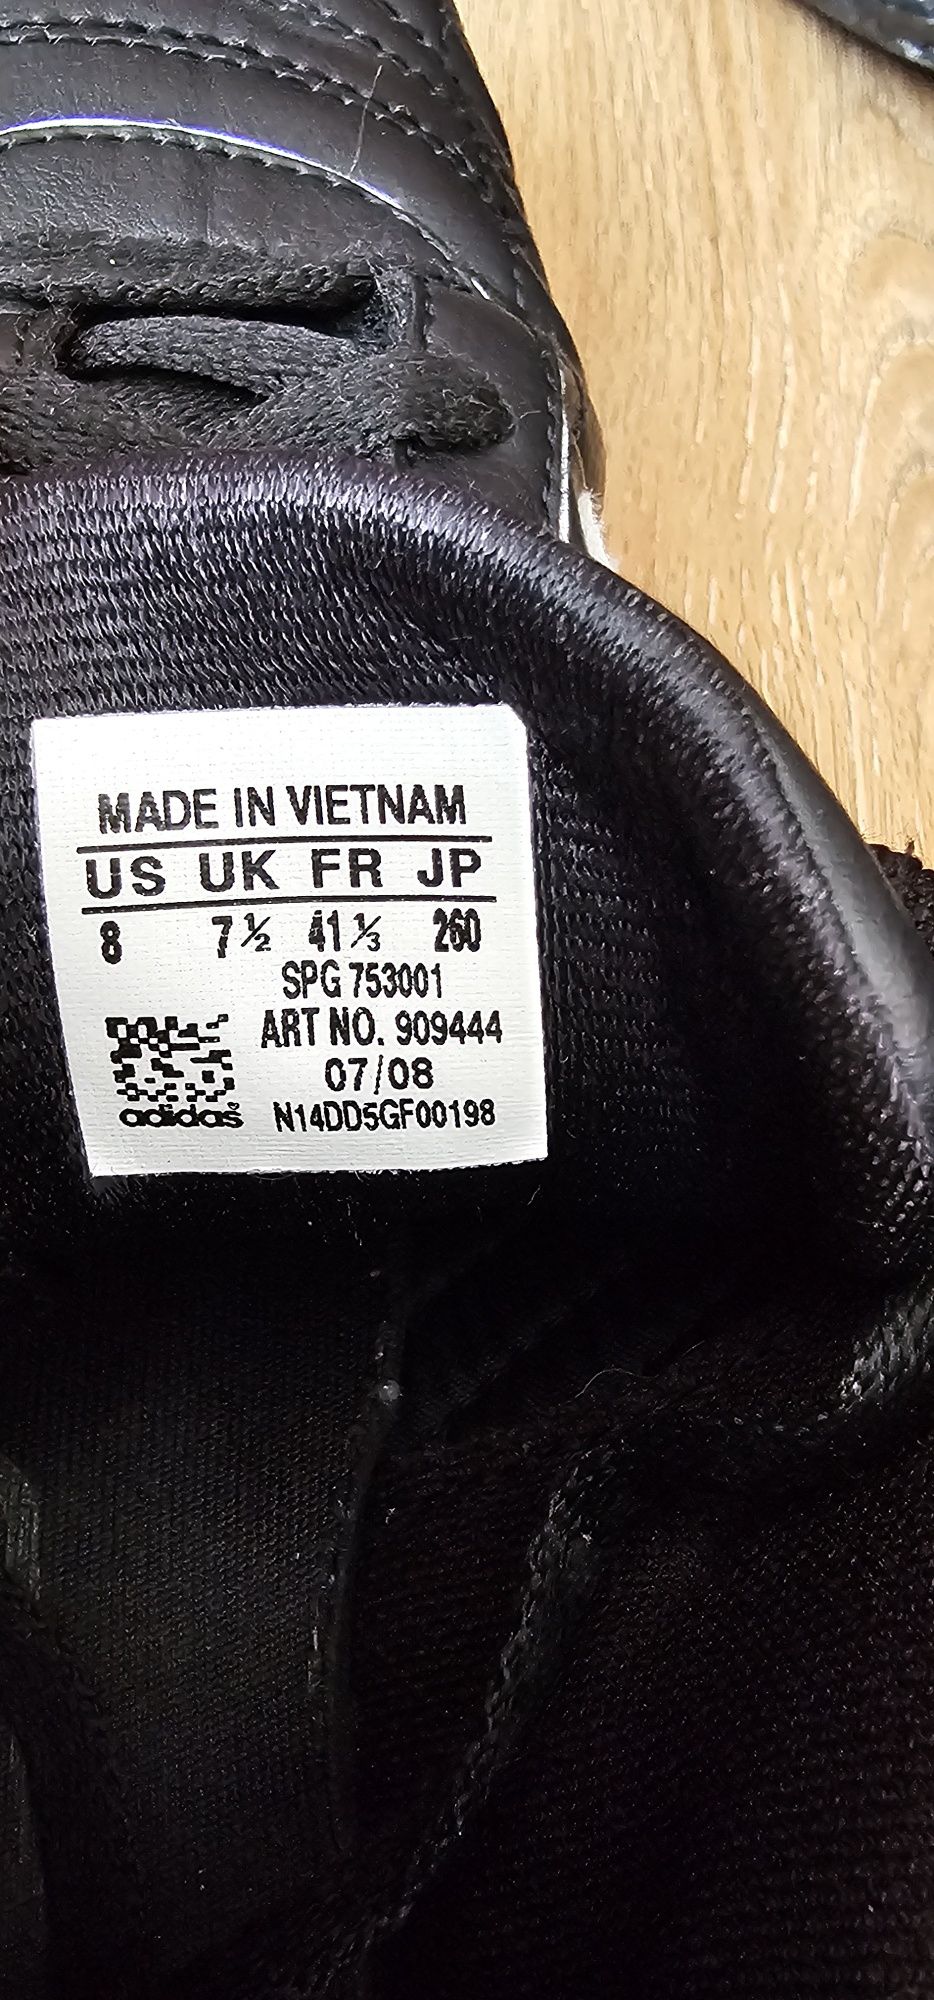 MADE IN VIETNAM
US UK FR JP
8 7½ 41⅓ 260
SPG 753001
ART NO. 909444
07/08
adidas N14DD5GF00198